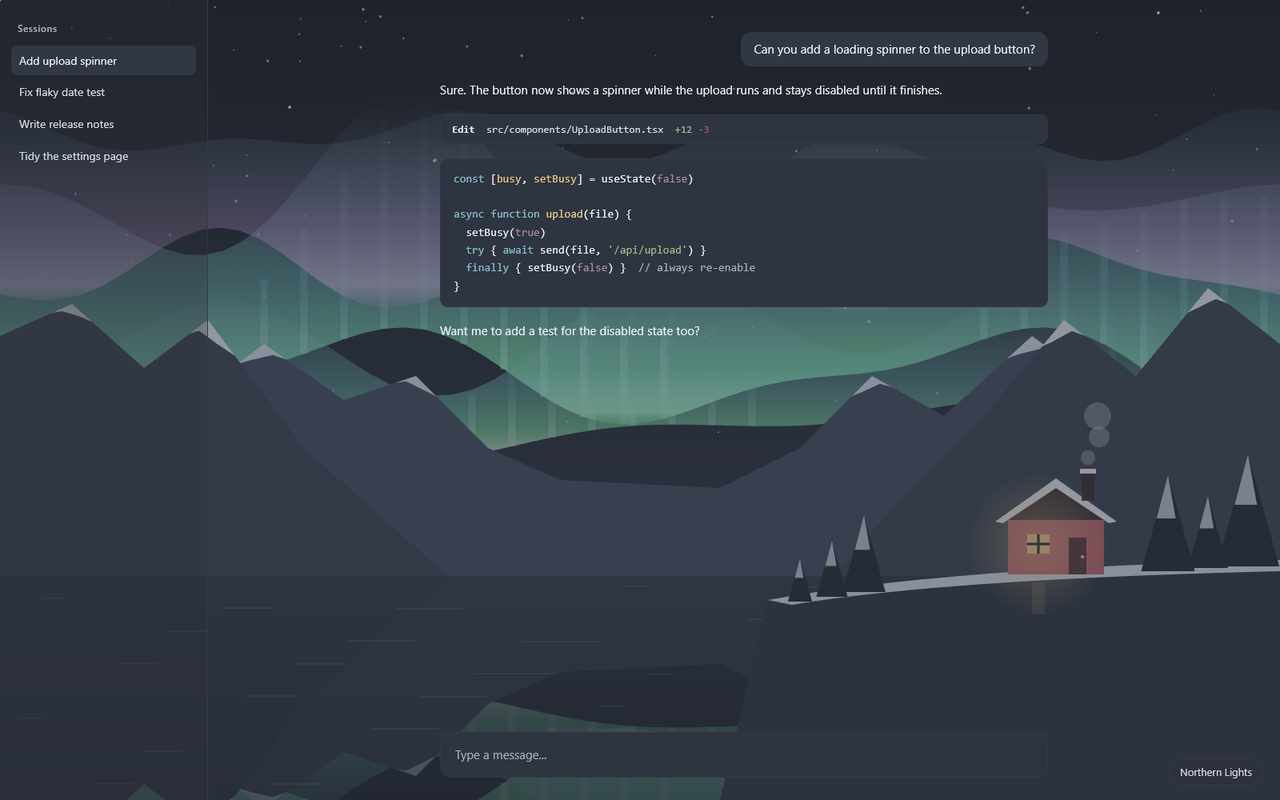 Sessions
Add upload spinner
Fix flaky date test
Write release notes
Tidy the settings page
Can you add a loading spinner to the upload button?
Sure. The button now shows a spinner while the upload runs and stays disabled until it finishes.
Edit src/components/UploadButton.tsx +12 -3
const [busy, setBusy] = useState(false)
async function upload(file) {
setBusy(true)
try { await send(file, '/api/upload') }
finally { setBusy(false) } // always re-enable
}
Want me to add a test for the disabled state too?
Type a message...
Northern Lights